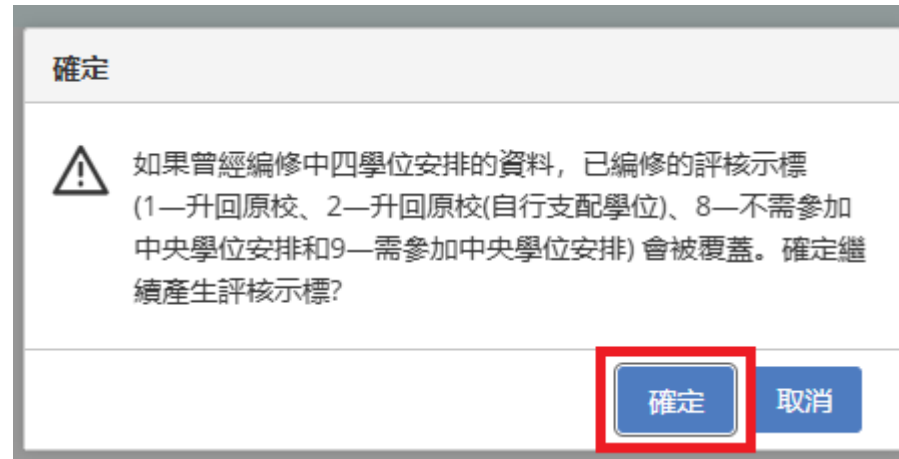 確定
如果曾經編修中四學位安排的資料，已編修的評核示標
(1—升回原校、2—升回原校(自行支配學位)、8—不需參加
中央學位安排和9—需參加中央學位安排) 會被覆蓋。確定繼
續產生評核示標?
確定 取消